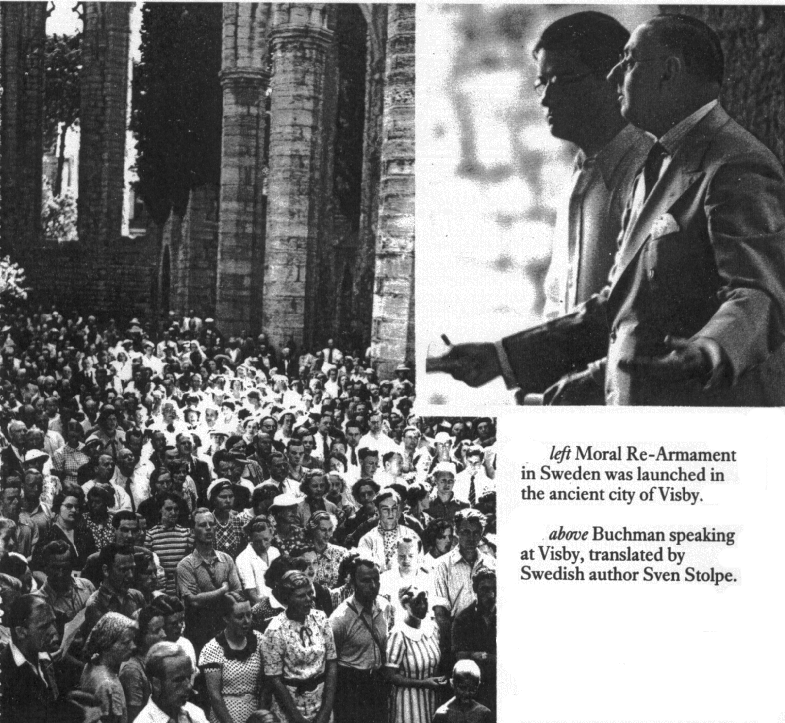 left Moral Re-Armament
in Sweden was launched in
the ancient city of Visby.
above Buchman speaking
at Visby, translated by
Swedish author Sven Stolpe.